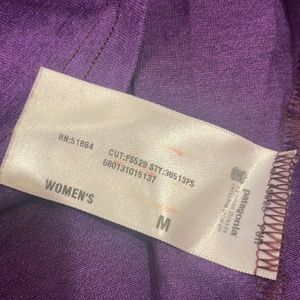 RN:51884
CUT:F5529 STY:36513FS
680131015137
WOMEN'S
M
patagonia